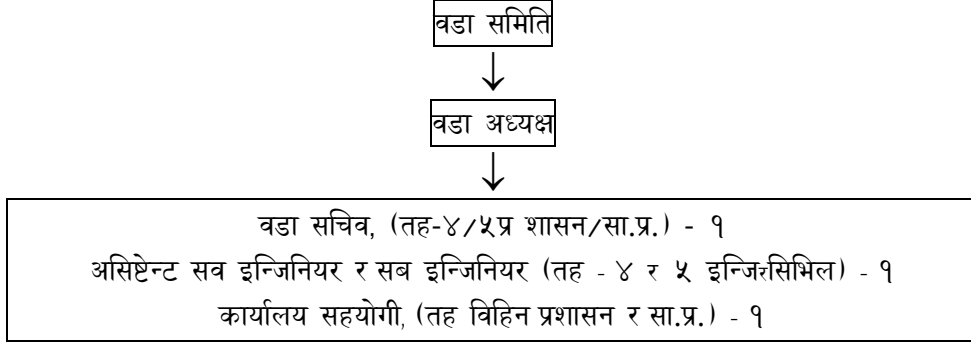 वडा समिति
वडा अध्यक्ष
वडा सचिव, (तह-४/५प्र शासन/सा.प्र.) - १
असिष्टेन्ट सव इन्जिनियर र सब इन्जिनियर (तह - ४ र ५ इन्जिरसिभिल) - १
कार्यालय सहयोगी, (तह विहिन प्रशासन र सा.प्र.) - १